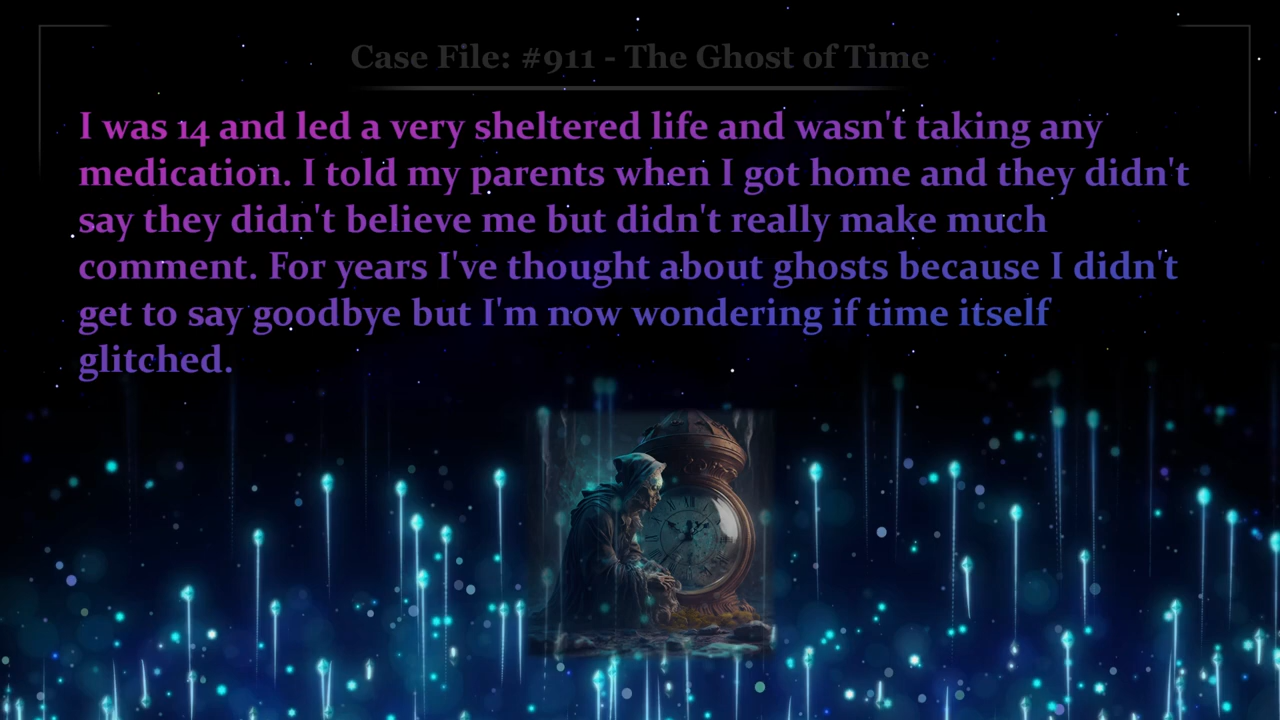 Case File: #911 - The Ghost of Time
I was 14 and led a very sheltered life and wasn't taking any
medication. I told my parents when I got home and they didn't
say they didn't believe me but didn't really make much
comment. For years I've thought about ghosts because I didn't
get to say goodbye but I'm now wondering if time itself
glitched.